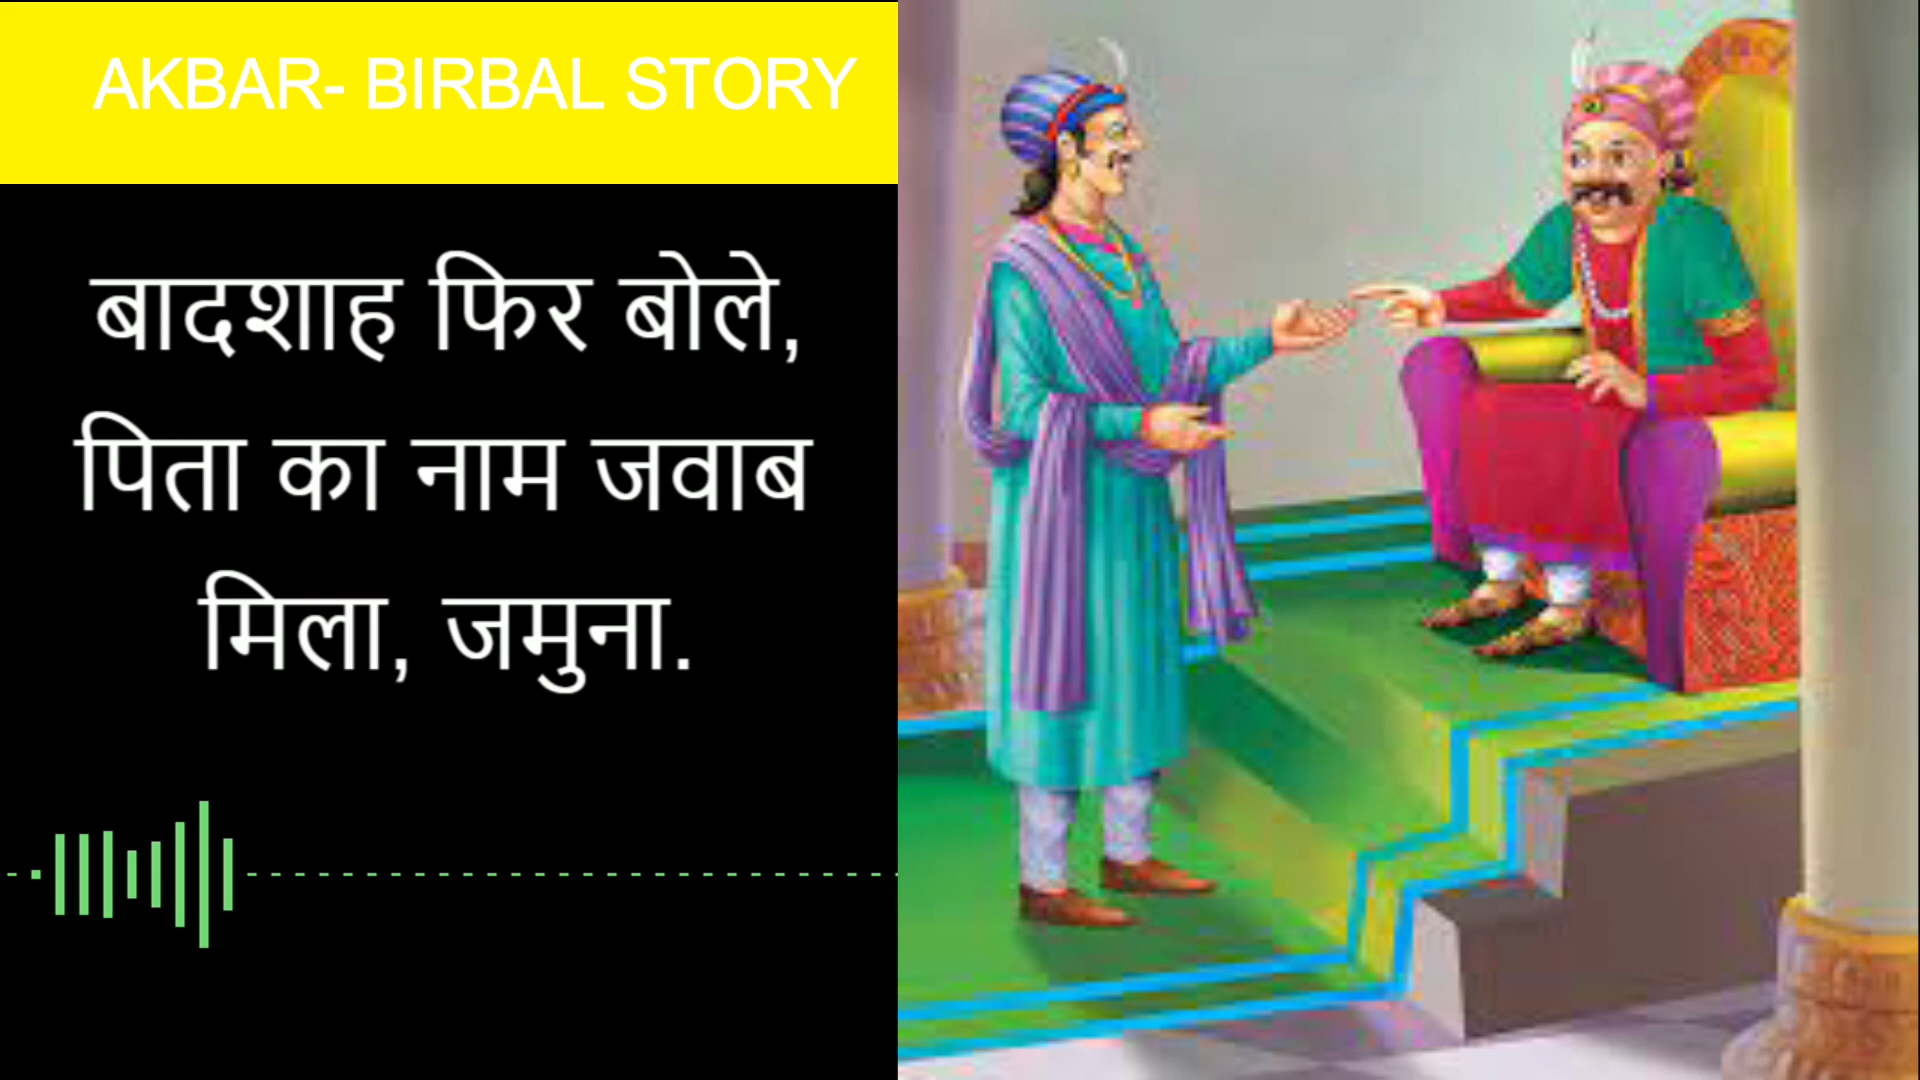 AKBAR- BIRBAL STORY
बादशाह फिर बोले,
पिता का नाम जवाब
मिला, जमुना.